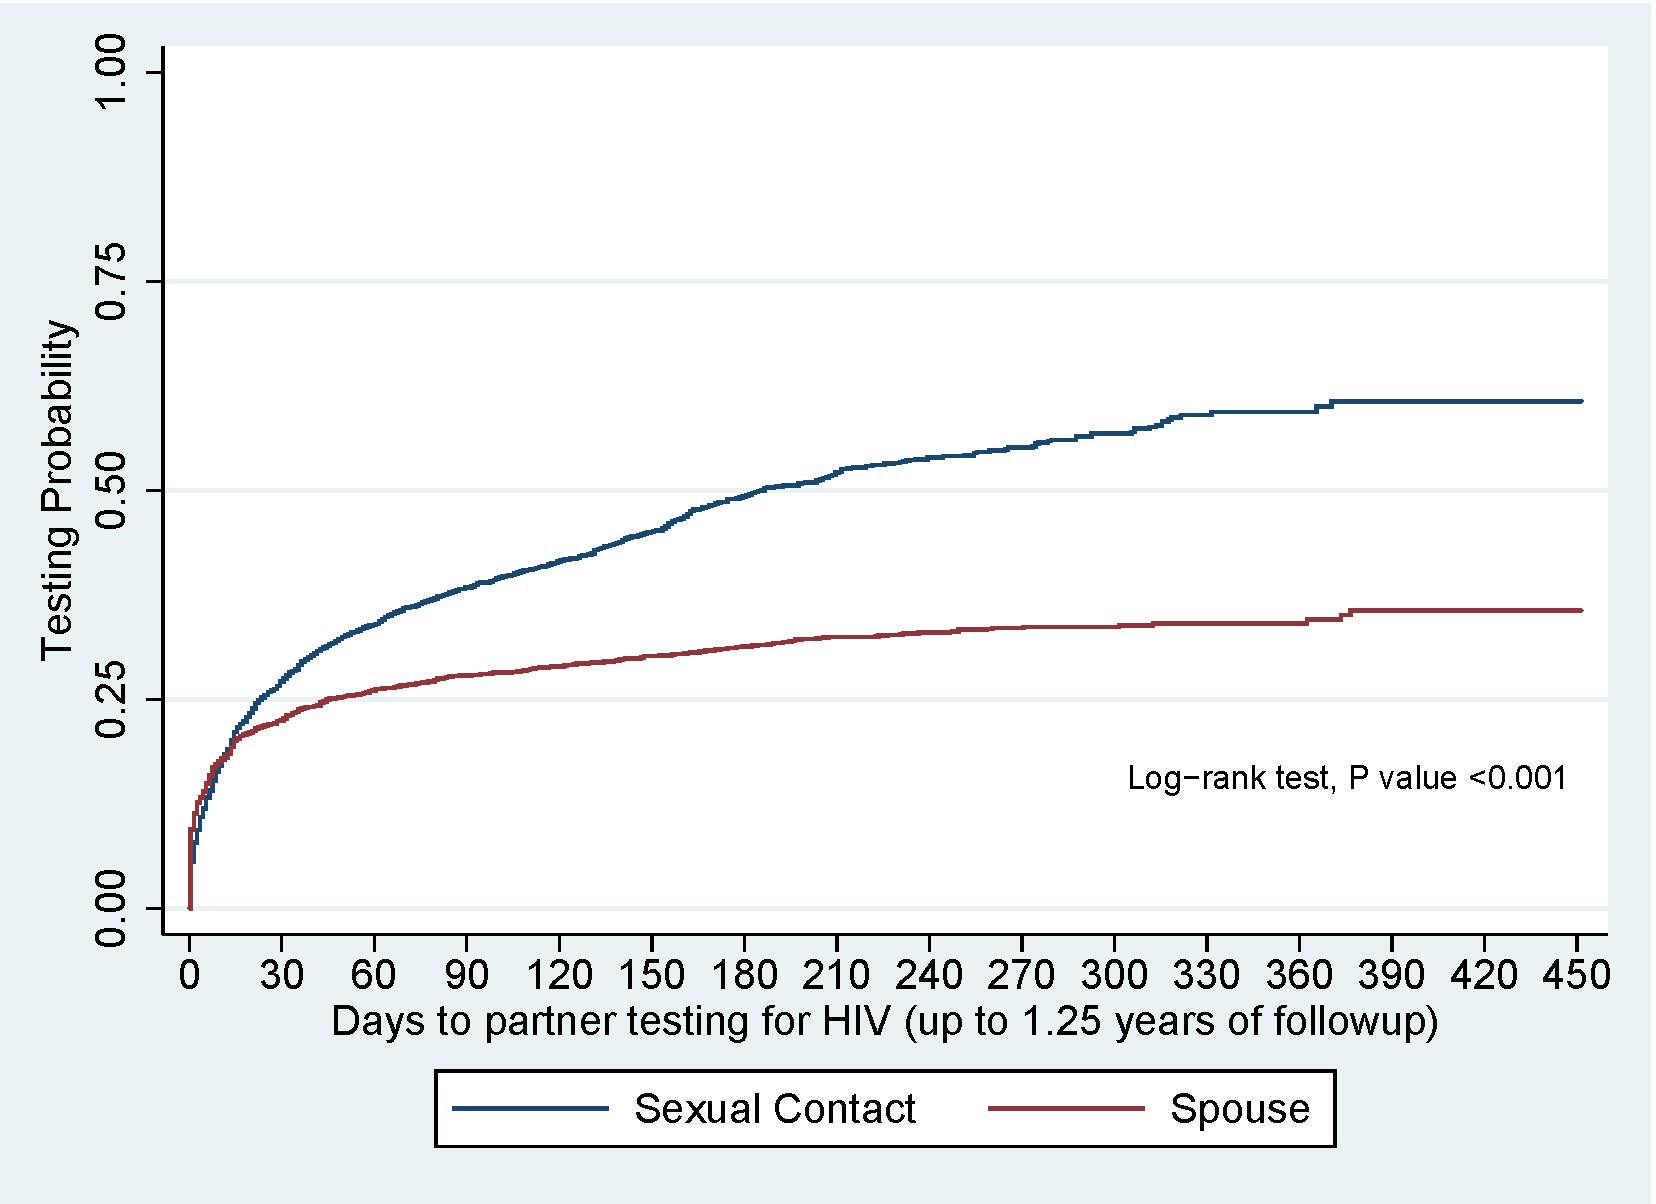 Testing Probability
1.00
0.75
0.50
0.25
0.00
Log−rank test, P value <0.001
0 30 60 90 120 150 180 210 240 270 300 330 360 390 420 450
Days to partner testing for HIV (up to 1.25 years of followup)
Sexual Contact Spouse